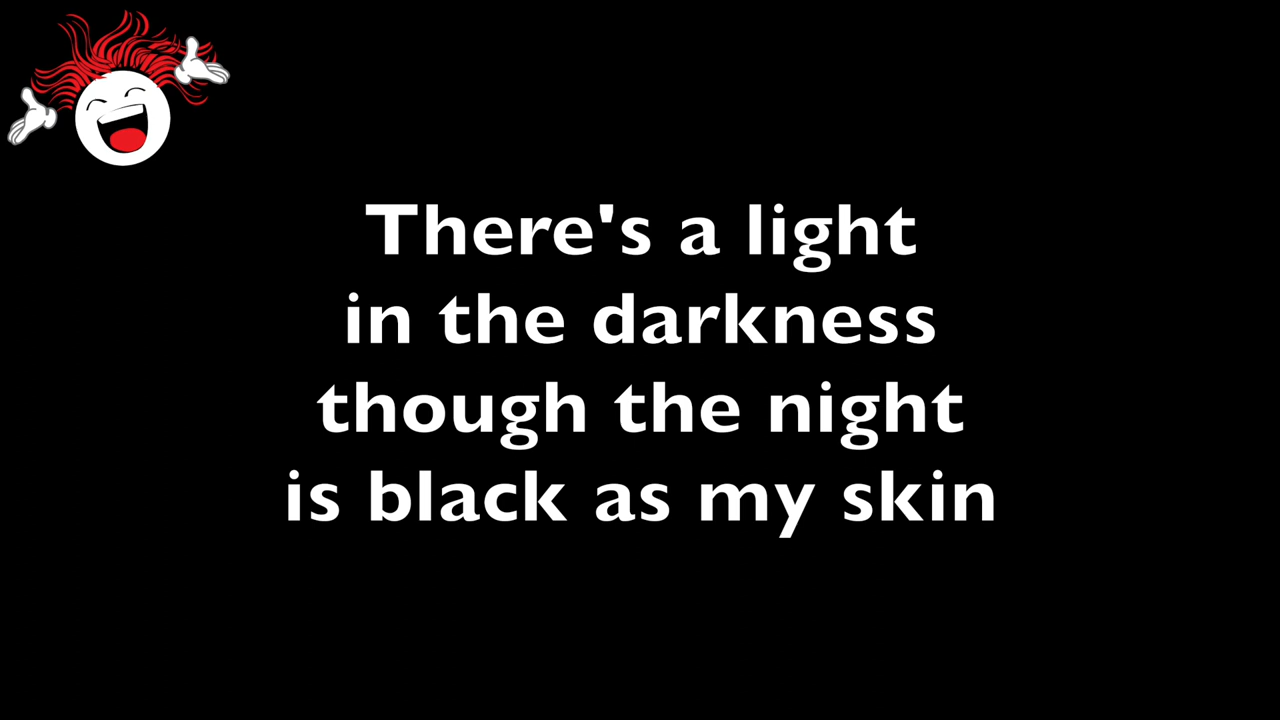 There's a light
in the darkness
though the night
is black as my skin